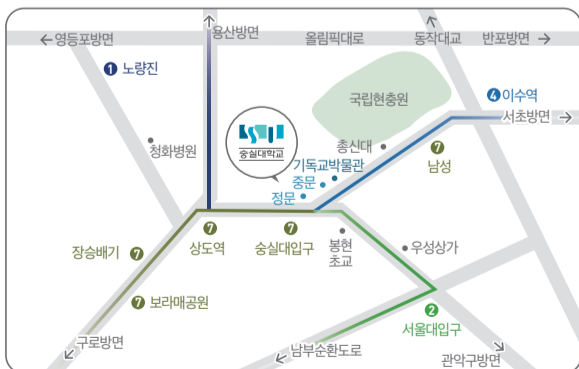 용산방면
영등포방면
올림픽대로
동작대교
반포방면
1 노량진
국립현충원
4 이수역
서초방면
청화병원
숭실대학교
총신대
기독교박물관
중문
정문
7
남성
7
상도역
7
숭실대입구
봉현
초교
우성상가
장승배기 7
7 보라매공원
2
서울대입구
구로방면
남부순환도로
관악구방면